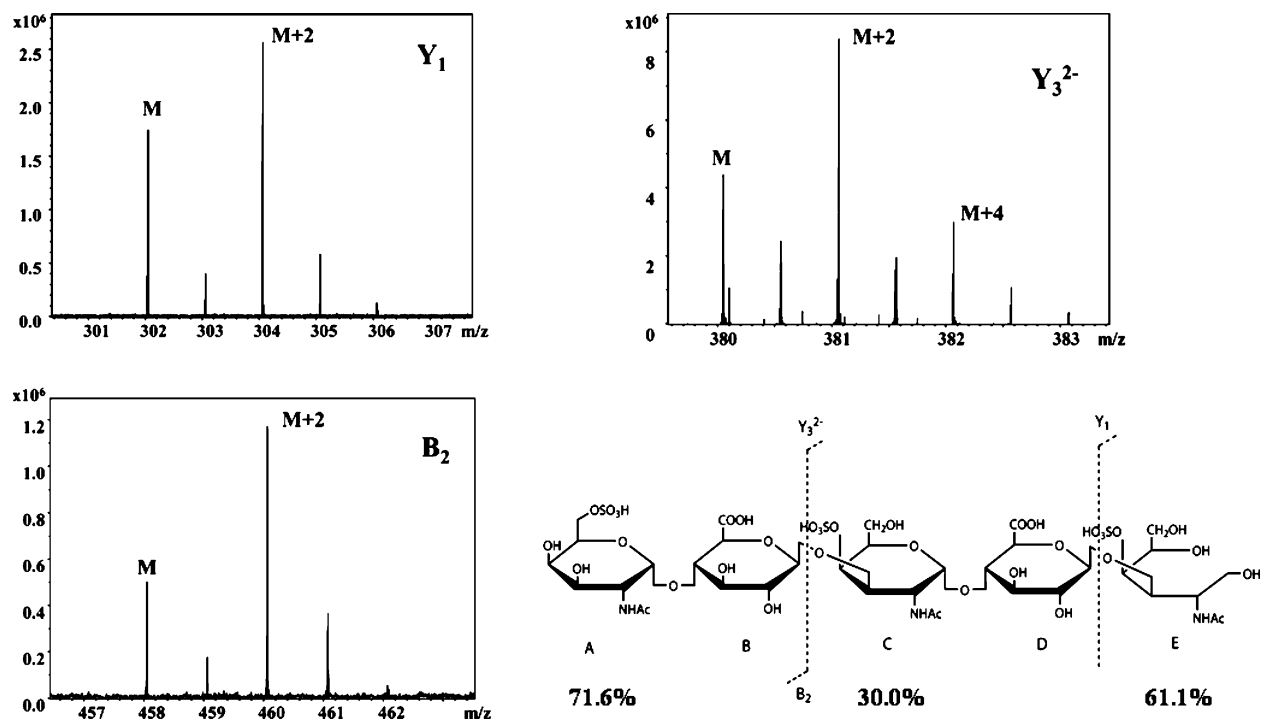 x10⁶
Y₁
M+2
M
2.5
2.0
1.5
1.0
0.5
0.0
301 302 303 304 305 306 307 m/z
x10⁶
Y₃²⁻
M+2
M
M+4
8
6
4
2
0
380 381 382 383 m/z
x10⁶
B₂
M+2
M
1.2
1.0
0.8
0.6
0.4
0.2
0.0
457 458 459 460 461 462 m/z
Y₃²⁻ Y₁
OSO₃H COOH HO₃SO CH₂OH COOH HO₃SO CH₂OH
OH O O O O O O O OH
OH OH OH OH
O O
NHAc OH NHAc OH NHAc
A B C D E
B₂
71.6% 30.0% 61.1%